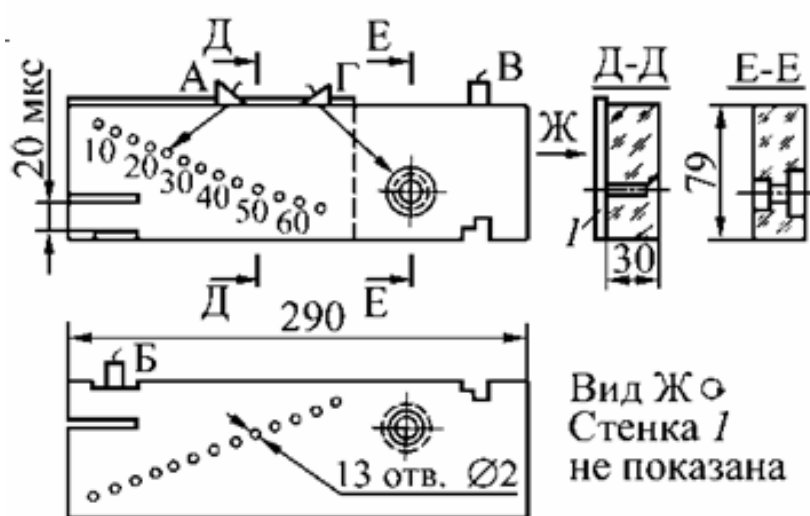 Д Е
А Г В
Д-Д Е-Е
20 мкс
10 20 30 40 50 60
Ж
1
79
30
Д Е
290
Б
13 отв. ∅2
Вид Ж
Стенка 1
не показана